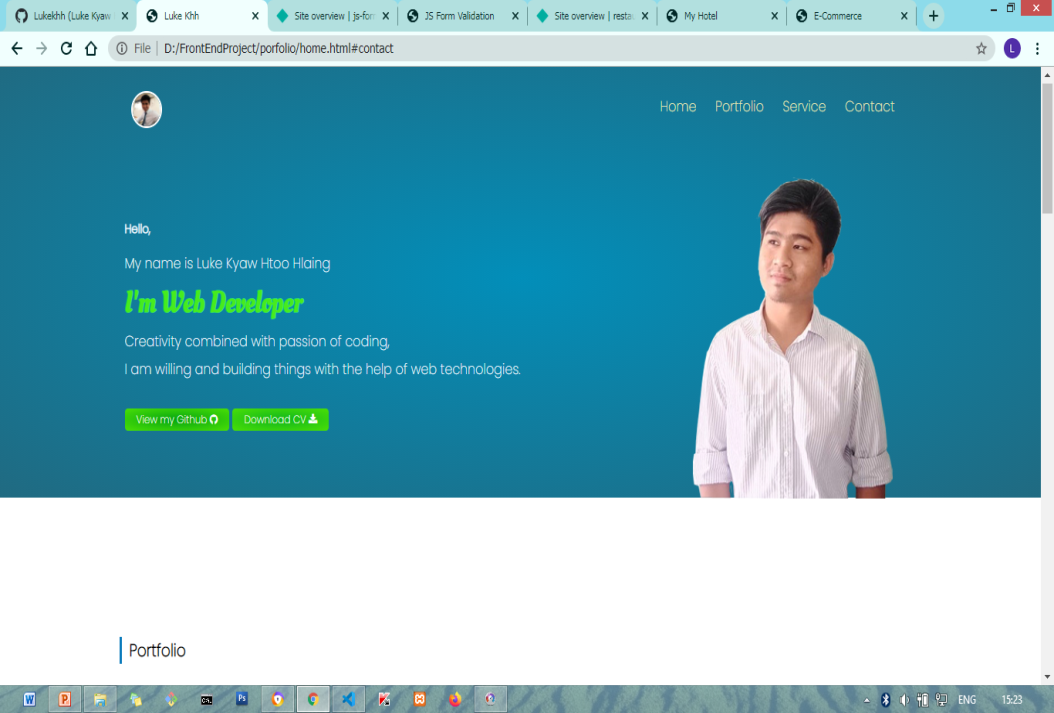 Lukekhh (Luke Kyaw
Luke Khh
Site overview | js-for
JS Form Validation
Site overview | resta
My Hotel
E-Commerce
File | D:/FrontEndProject/porfolio/home.html#contact
L
Home Portfolio Service Contact
Hello,
My name is Luke Kyaw Htoo Hlaing
I'm Web Developer
Creativity combined with passion of coding,
I am willing and building things with the help of web technologies.
View my Github Download CV
Portfolio
ENG 15:23